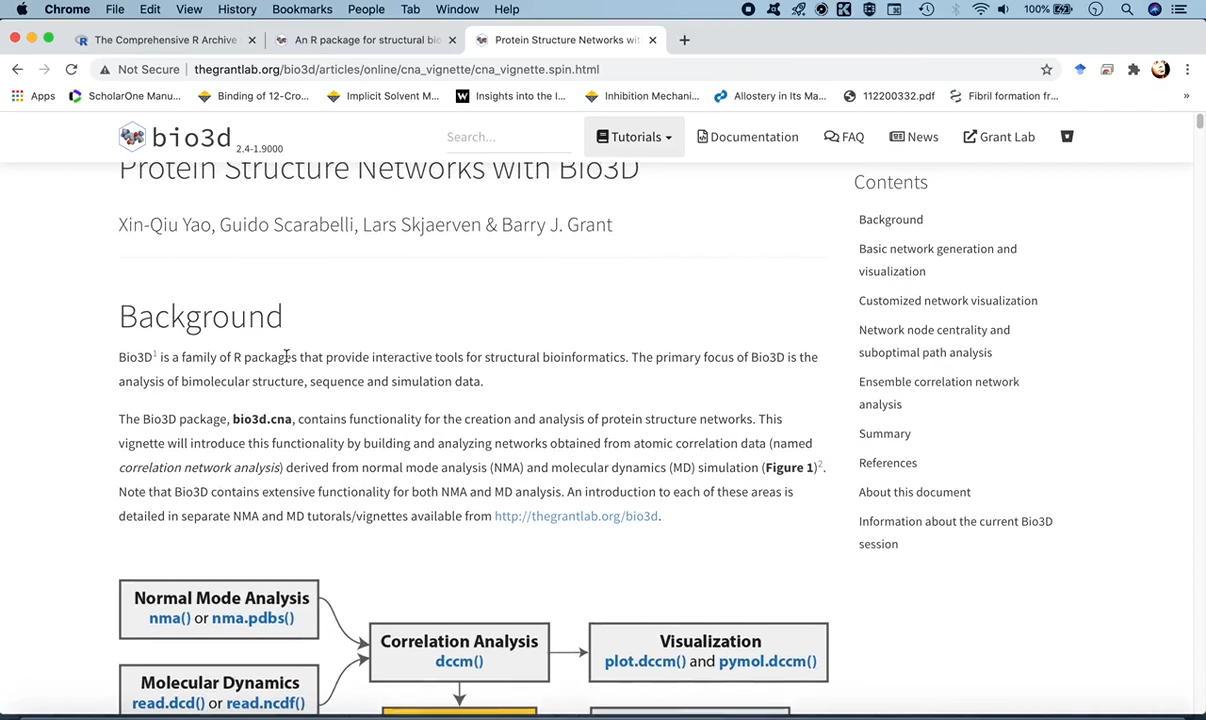 Chrome File Edit View History Bookmarks People Tab Window Help 100%
The Comprehensive R Archive An R package for structural bio Protein Structure Networks wit
Not Secure thegrantlab.org/bio3d/articles/online/cna_vignette/cna_vignette.spin.html
Apps ScholarOne Manu... Binding of 12-Cro... Implicit Solvent M... Insights into the I... Inhibition Mechani... Allostery in Its Ma... 112200332.pdf Fibril formation fr... »
bio3d 2.4-1.9000 Search... Tutorials Documentation FAQ News Grant Lab
Protein Structure Networks with Bio3D
Xin-Qiu Yao, Guido Scarabelli, Lars Skjaerven & Barry J. Grant
Background
Bio3D1 is a family of R packages that provide interactive tools for structural bioinformatics. The primary focus of Bio3D is the
analysis of bimolecular structure, sequence and simulation data.
The Bio3D package, bio3d.cna, contains functionality for the creation and analysis of protein structure networks. This
vignette will introduce this functionality by building and analyzing networks obtained from atomic correlation data (named
correlation network analysis) derived from normal mode analysis (NMA) and molecular dynamics (MD) simulation (Figure 1)2.
Note that Bio3D contains extensive functionality for both NMA and MD analysis. An introduction to each of these areas is
detailed in separate NMA and MD tutorals/vignettes available from http://thegrantlab.org/bio3d.
Normal Mode Analysis
nma() or nma.pdbs()
Molecular Dynamics
read.dcd() or read.ncdf()
Correlation Analysis
dccm()
Visualization
plot.dccm() and pymol.dccm()
Contents
Background
Basic network generation and
visualization
Customized network visualization
Network node centrality and
suboptimal path analysis
Ensemble correlation network
analysis
Summary
References
About this document
Information about the current Bio3D
session